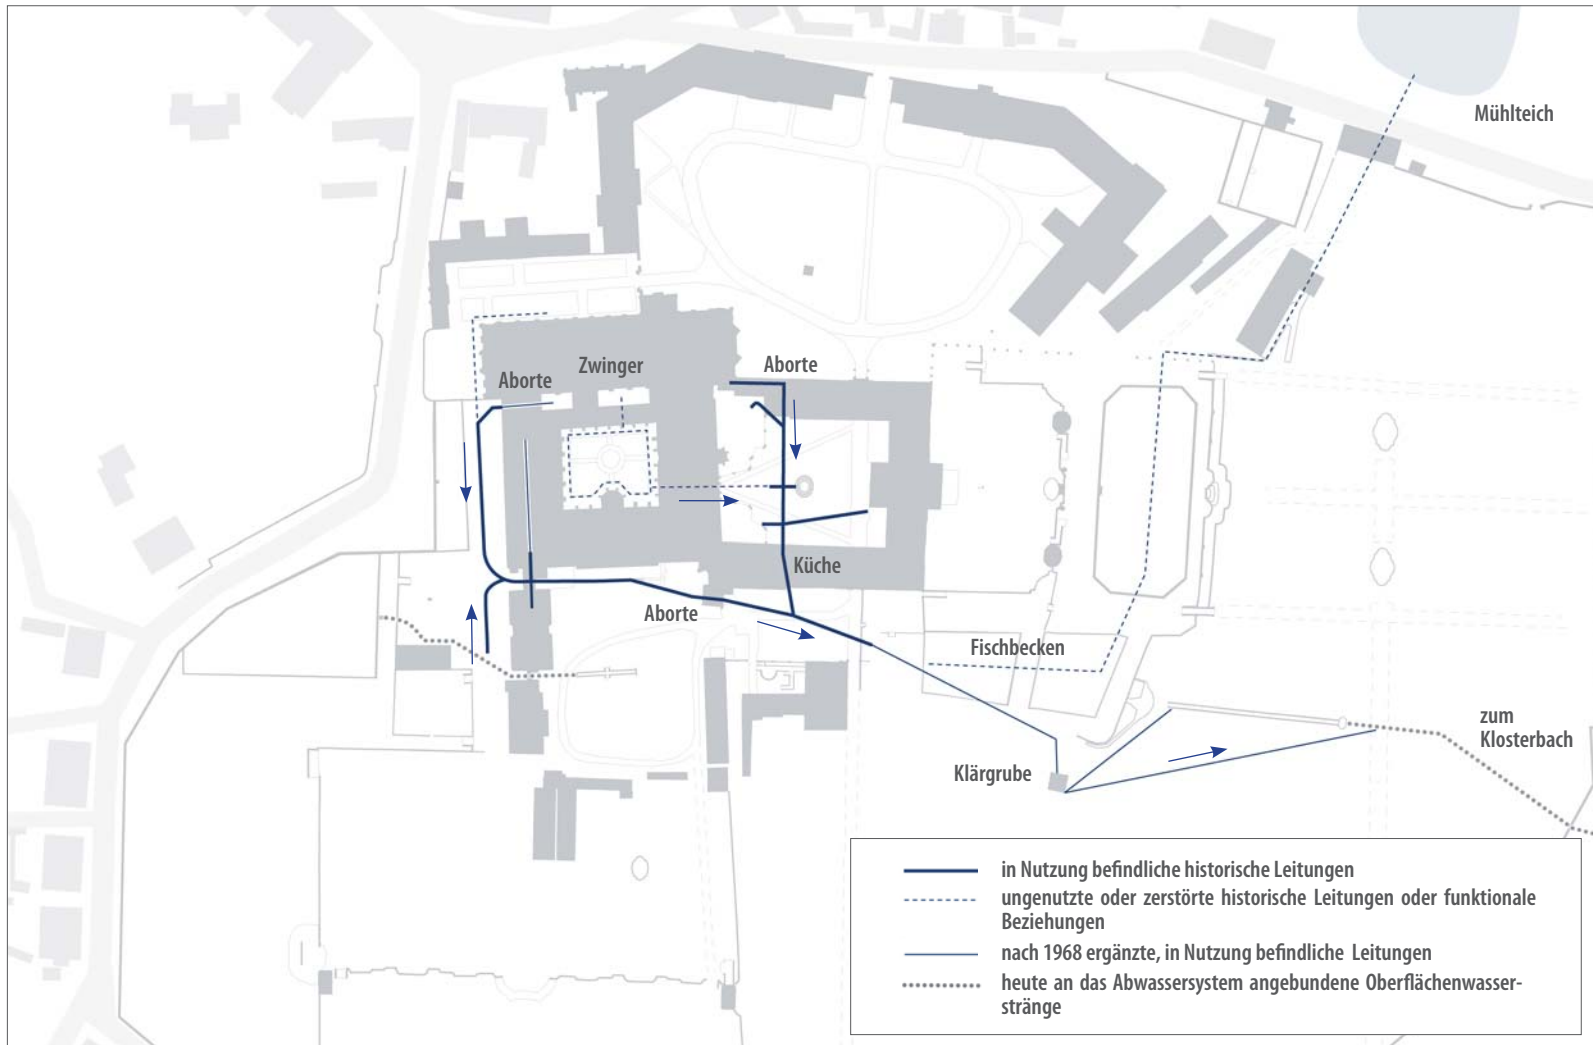 Mühlteich
Zwinger
Aborte
Aborte
Küche
Aborte
Fischbecken
zum
Klosterbach
Klärgrube
in Nutzung befindliche historische Leitungen
ungenutzte oder zerstörte historische Leitungen oder funktionale
Beziehungen
nach 1968 ergänzte, in Nutzung befindliche Leitungen
heute an das Abwassersystem angebundene Oberflächenwasser-
stränge